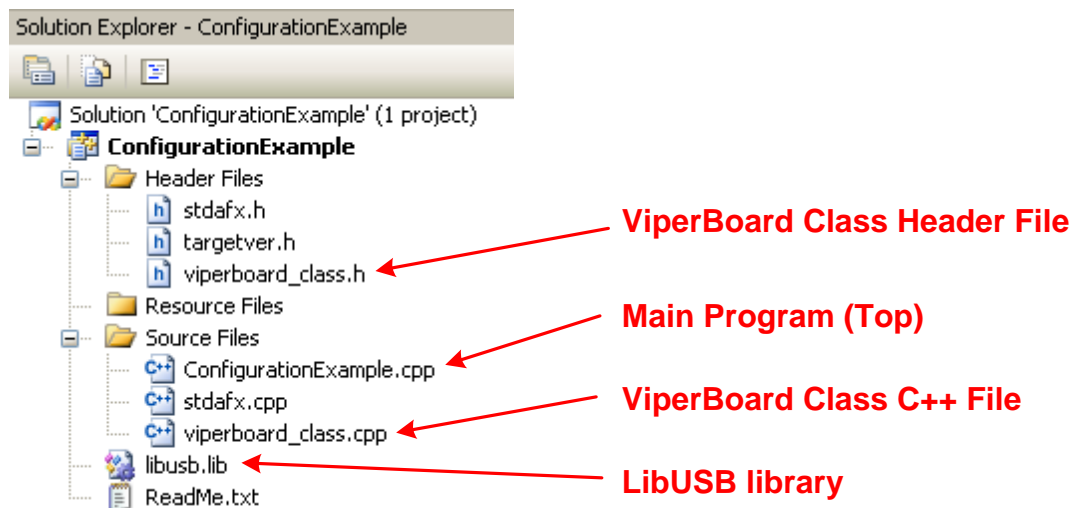 Solution Explorer - ConfigurationExample
Solution 'ConfigurationExample' (1 project)
ConfigurationExample
Header Files
h stdafx.h
h targetver.h
h viperboard_class.h
ViperBoard Class Header File
Resource Files
Source Files
Main Program (Top)
C++ ConfigurationExample.cpp
C++ stdafx.cpp
ViperBoard Class C++ File
C++ viperboard_class.cpp
libusb.lib
LibUSB library
ReadMe.txt